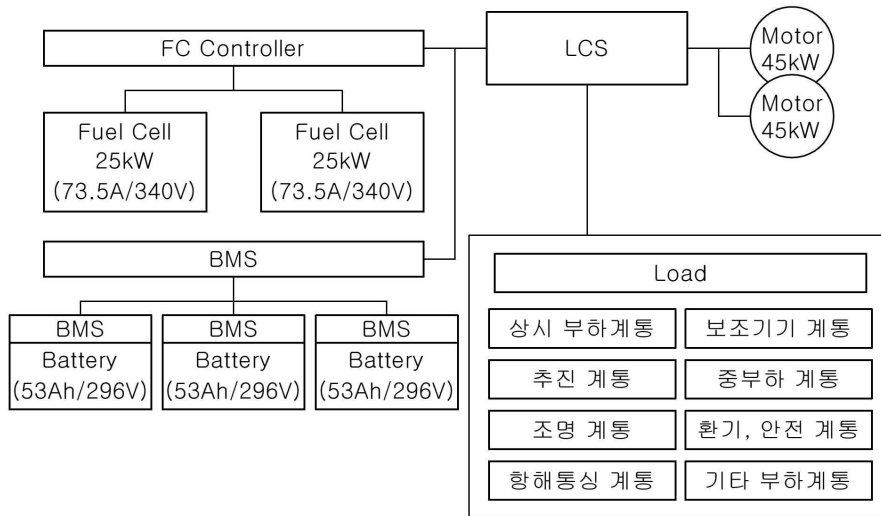 FC Controller
LCS
Motor
45kW
Motor
45kW
Fuel Cell
25kW
(73.5A/340V)
Fuel Cell
25kW
(73.5A/340V)
BMS
BMS
Battery
(53Ah/296V)
BMS
Battery
(53Ah/296V)
BMS
Battery
(53Ah/296V)
Load
상시 부하계통
보조기기 계통
추진 계통
중부하 계통
조명 계통
환기, 안전 계통
항해통싱 계통
기타 부하계통